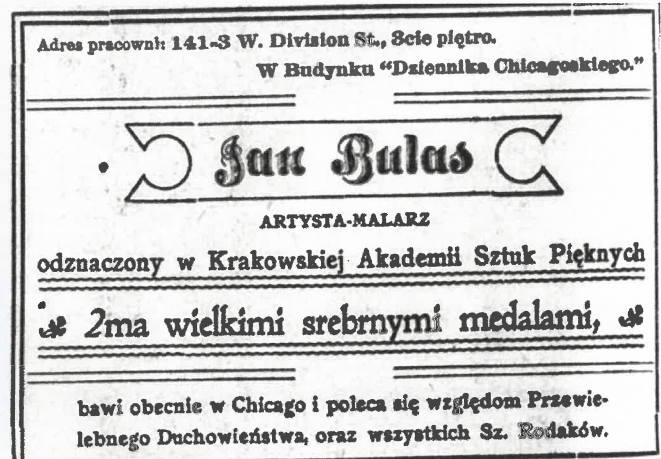 Adres pracowni: 141-3 W. Division St., 3cie piętro.
W Budynku “Dziennika Chicagoskiego.”
Jan Bulas
ARTYSTA-MALARZ
odznaczony w Krakowskiej Akademii Sztuk Pięknych
2ma wielkimi srebrnymi medalami,
bawi obecnie w Chicago i poleca się względom Przewie-
lebnego Duchowieństwa, oraz wszystkich Sz. Rodaków.